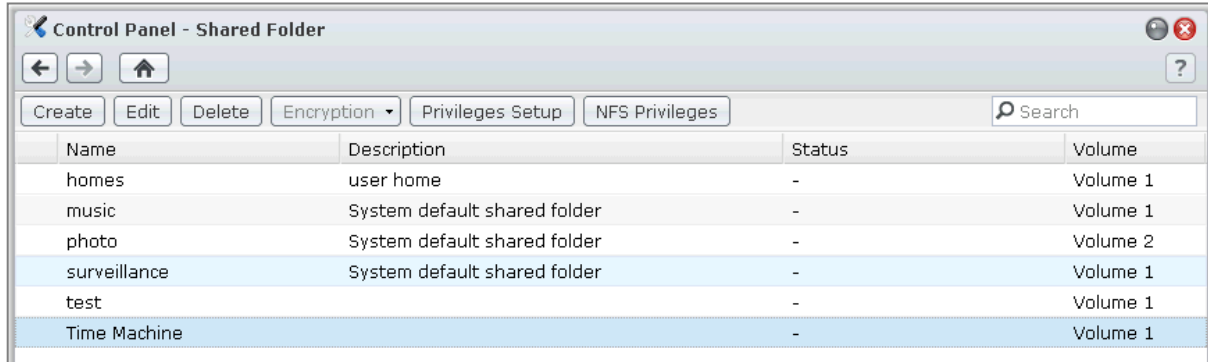 Control Panel - Shared Folder
?
Create Edit Delete Encryption Privileges Setup NFS Privileges Search
Name Description Status Volume
homes user home - Volume 1
music System default shared folder - Volume 1
photo System default shared folder - Volume 2
surveillance System default shared folder - Volume 1
test - Volume 1
Time Machine - Volume 1